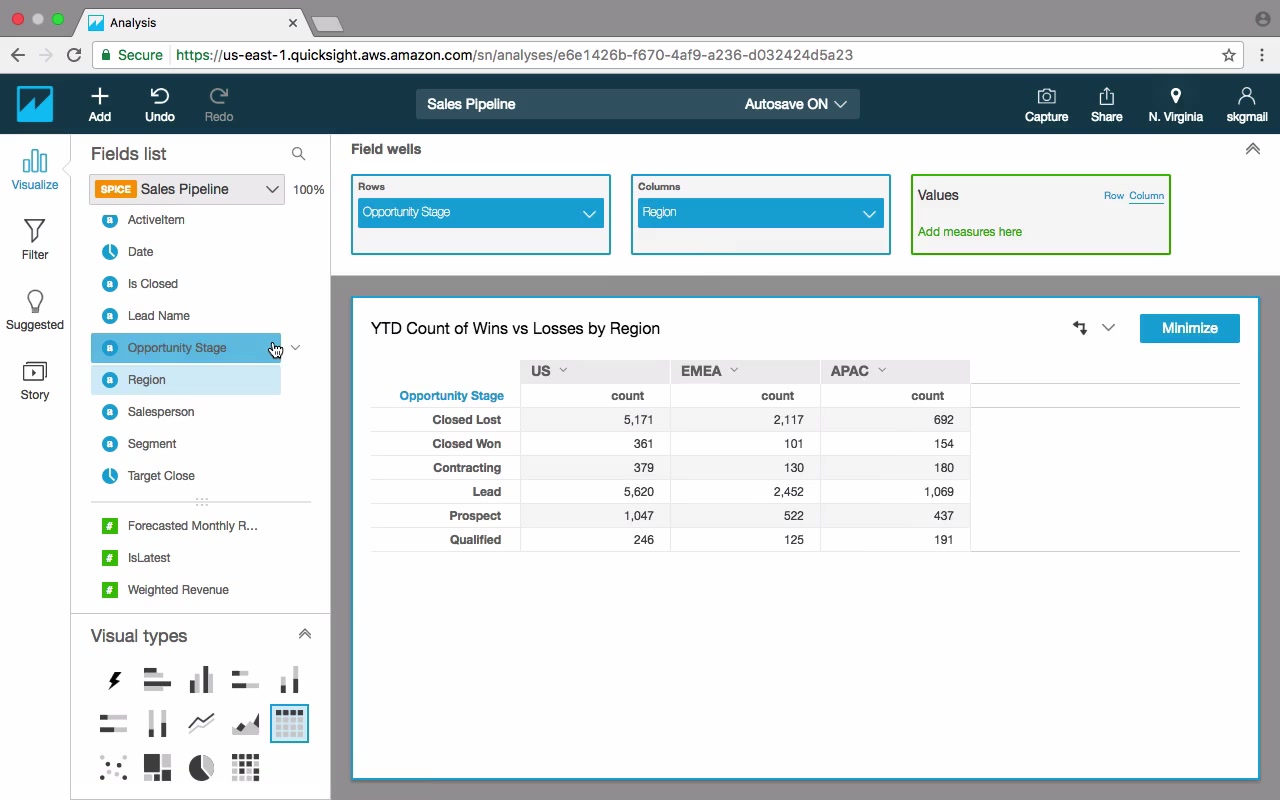 Analysis
Secure https://us-east-1.quicksight.aws.amazon.com/sn/analyses/e6e1426b-f670-4af9-a236-d032424d5a23
Add
Undo
Redo
Sales Pipeline
Autosave ON
Capture
Share
N. Virginia
skgmail
Visualize
Filter
Suggested
Story
Fields list
SPICE Sales Pipeline 100%
ActiveItem
Date
Is Closed
Lead Name
Opportunity Stage
Region
Salesperson
Segment
Target Close
# Forecasted Monthly R...
# IsLatest
# Weighted Revenue
Visual types
Field wells
Rows
Opportunity Stage
Columns
Region
Values Row Column
Add measures here
YTD Count of Wins vs Losses by Region
Minimize
US EMEA APAC
Opportunity Stage count count count
Closed Lost 5,171 2,117 692
Closed Won 361 101 154
Contracting 379 130 180
Lead 5,620 2,452 1,069
Prospect 1,047 522 437
Qualified 246 125 191